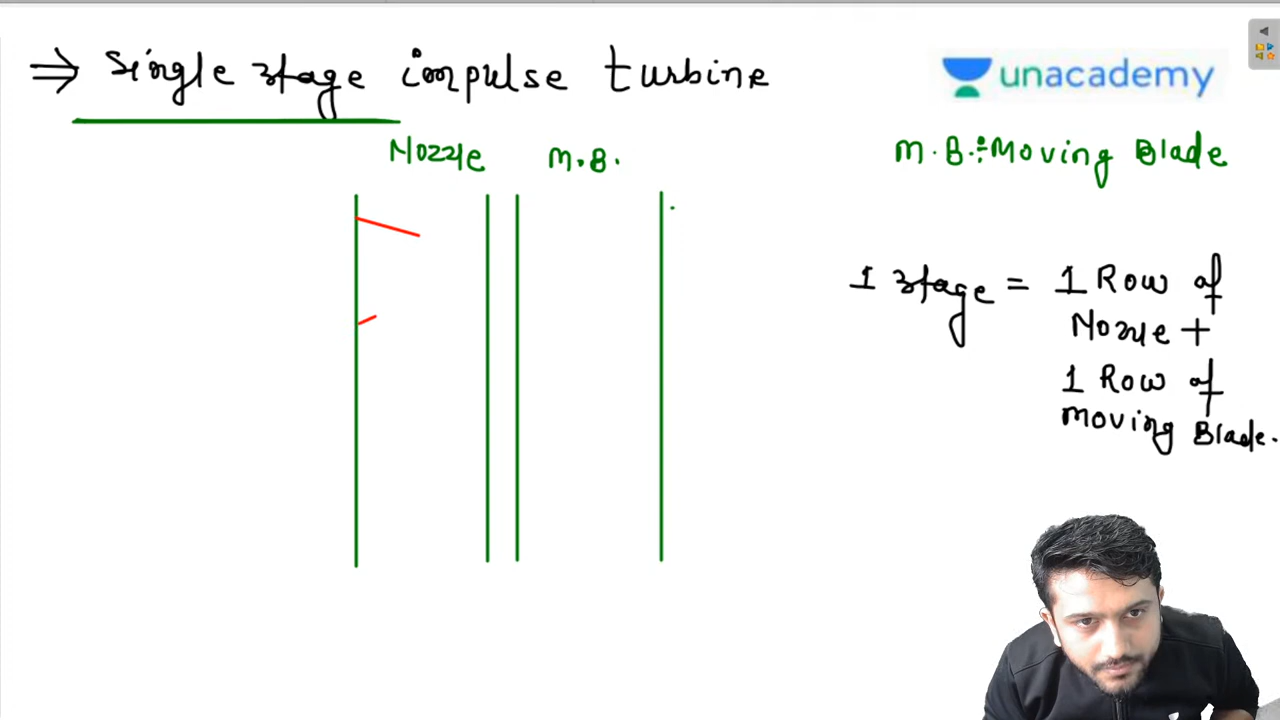 ⇒ Single stage impulse turbine
unacademy
Nozzle M.B.
M.B.÷Moving Blade
1 stage = 1 Row of
Nozzle +
1 Row of
Moving Blade.